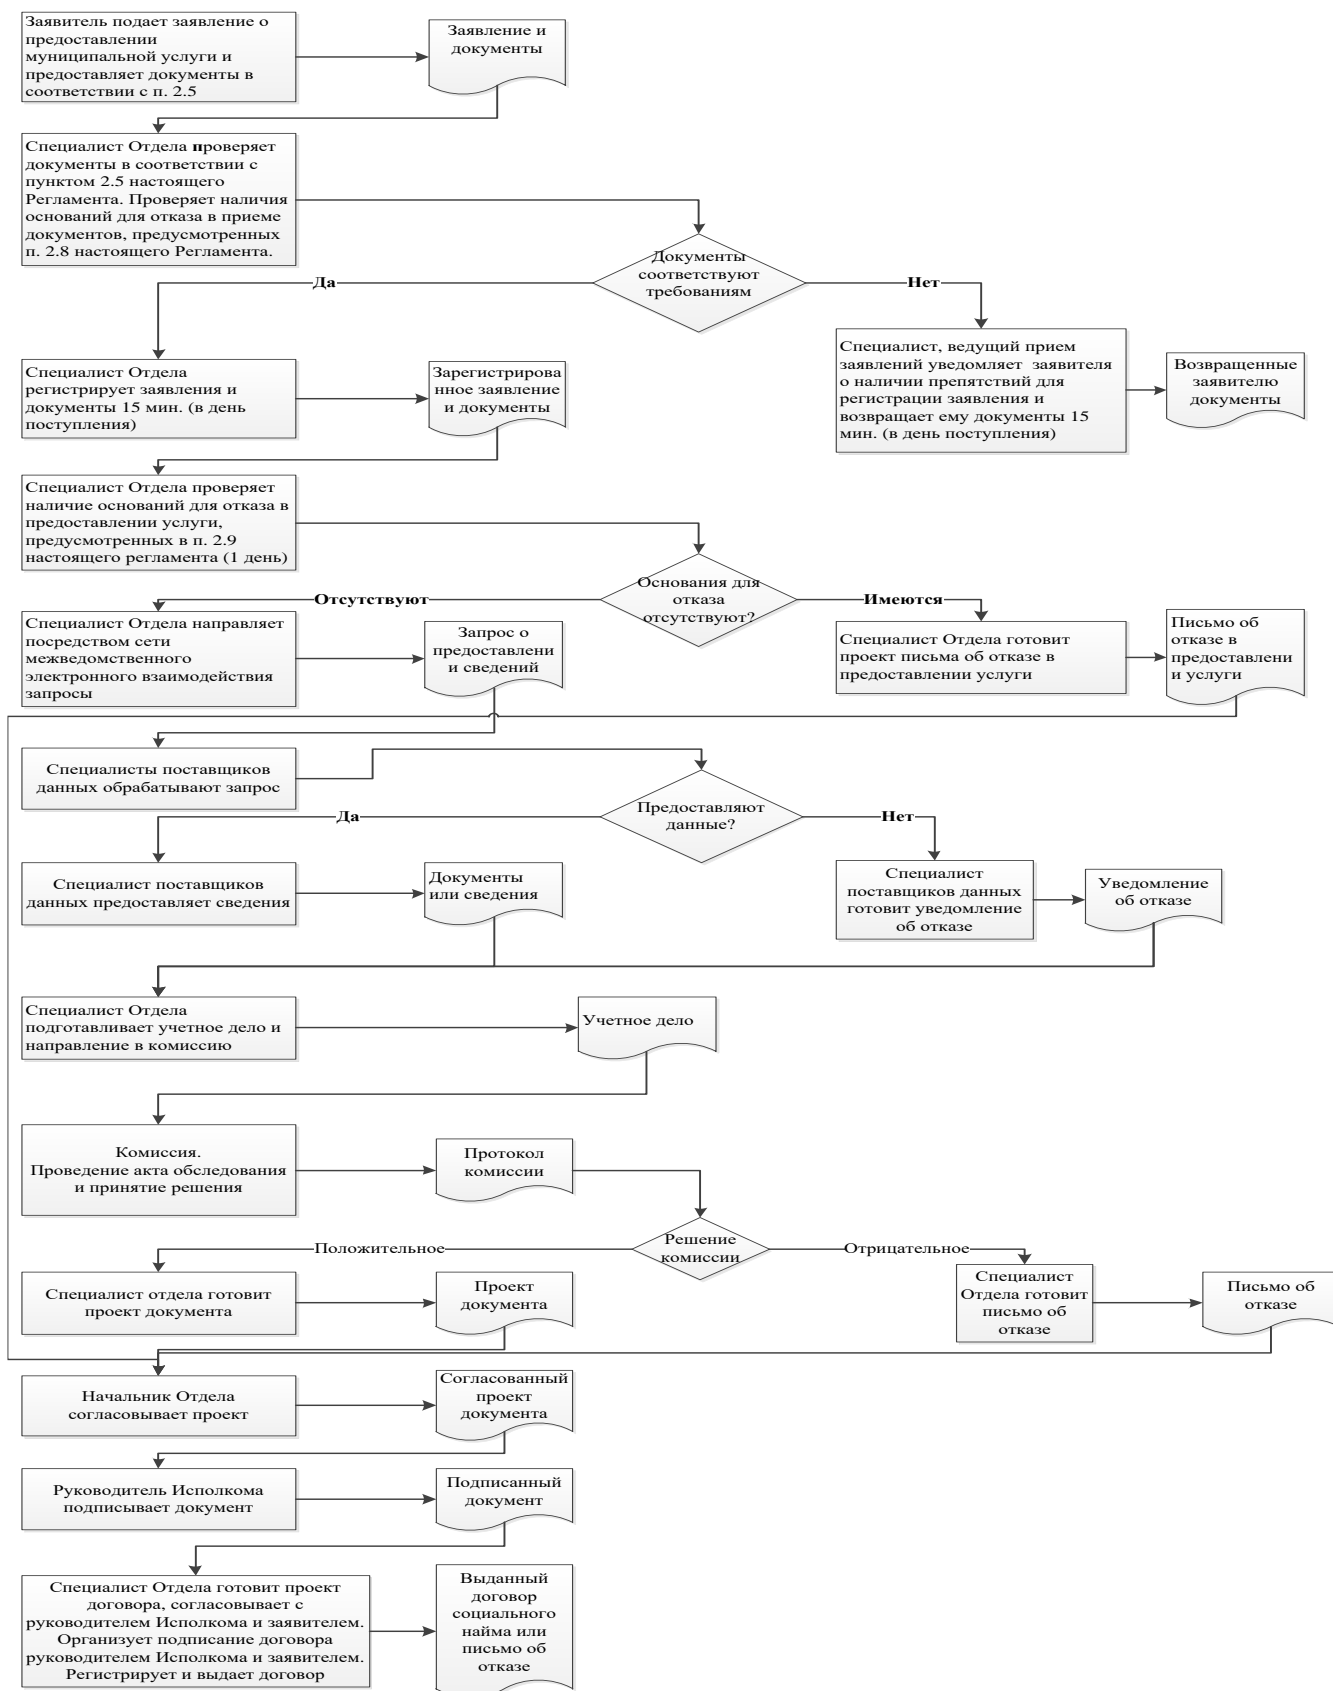 Заявитель подает заявление о
предоставлении
муниципальной услуги и
предоставляет документы в
соответствии с п. 2.5
Заявление и
документы
Специалист Отдела проверяет
документы в соответствии с
пунктом 2.5 настоящего
Регламента. Проверяет наличия
оснований для отказа в приеме
документов, предусмотренных
п. 2.8 настоящего Регламента.
Документы
соответствуют
требованиям
Да
Нет
Специалист Отдела
регистрирует заявления и
документы 15 мин. (в день
поступления)
Зарегистрирова
нное заявление
и документы
Специалист, ведущий прием
заявлений уведомляет заявителя
о наличии препятствий для
регистрации заявления и
возвращает ему документы 15
мин. (в день поступления)
Возвращенные
заявителю
документы
Специалист Отдела проверяет
наличие оснований для отказа в
предоставлении услуги,
предусмотренных в п. 2.9
настоящего регламента (1 день)
Основания для
отказа
отсутствуют?
Отсутствуют
Имеются
Специалист Отдела направляет
посредством сети
межведомственного
электронного взаимодействия
запросы
Запрос о
предоставлени
и сведений
Специалист Отдела готовит
проект письма об отказе в
предоставлении услуги
Письмо об
отказе в
предоставлени
и услуги
Специалисты поставщиков
данных обрабатывают запрос
Предоставляют
данные?
Да
Нет
Специалист поставщиков
данных предоставляет сведения
Документы
или сведения
Специалист
поставщиков данных
готовит уведомление
об отказе
Уведомление
об отказе
Специалист Отдела
подготавливает учетное дело и
направление в комиссию
Учетное дело
Комиссия.
Проведение акта обследования
и принятие решения
Протокол
комиссии
Решение
комиссии
Положительное
Отрицательное
Специалист отдела готовит
проект документа
Проект
документа
Специалист
Отдела готовит
письмо об
отказе
Письмо об
отказе
Начальник Отдела
согласовывает проект
Согласованный
проект
документа
Руководитель Исполкома
подписывает документ
Подписанный
документ
Специалист Отдела готовит проект
договора, согласовывает с
руководителем Исполкома и заявителем.
Организует подписание договора
руководителем Исполкома и заявителем.
Регистрирует и выдает договор
Выданный
договор
социального
найма или
письмо об
отказе